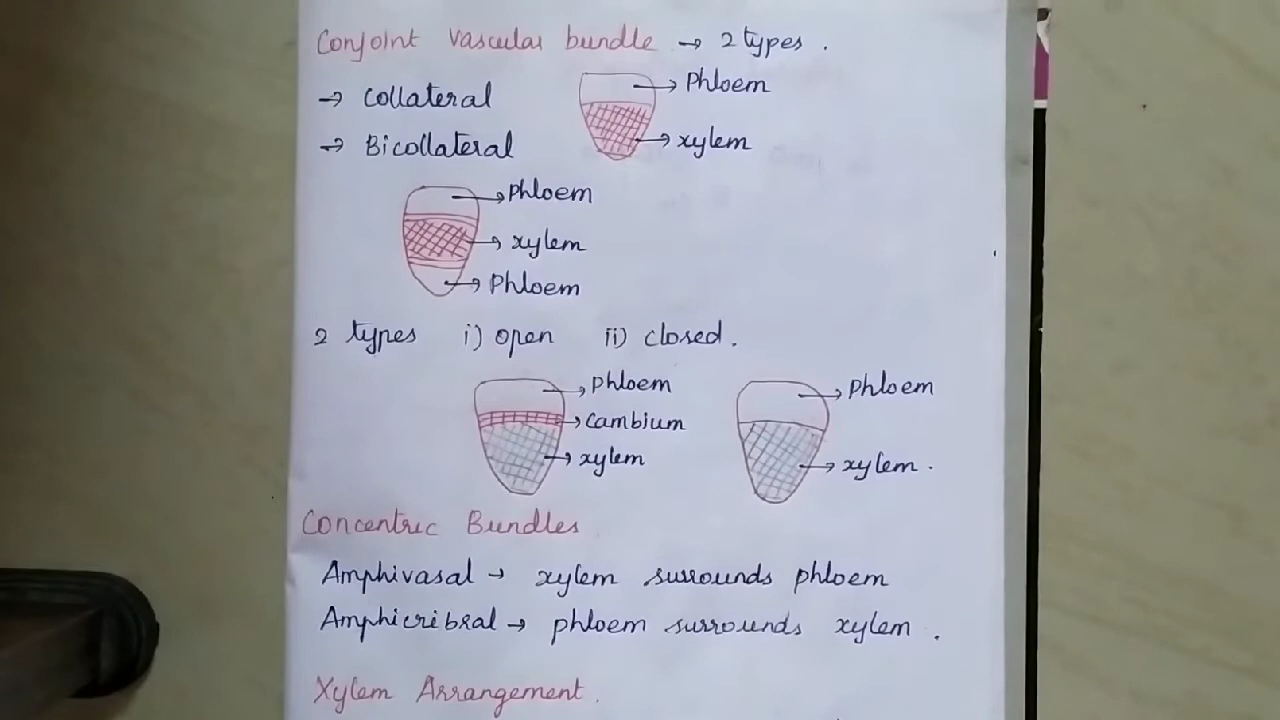 Conjoint vascular bundle → 2 types .
→ Collateral
Phloem
xylem
→ Bicollateral
Phloem
xylem
Phloem
2 types i) open ii) closed .
Phloem
Cambium
xylem
Phloem
xylem .
Concentric Bundles
Amphivasal → xylem surrounds phloem
Amphicribral → phloem surrounds xylem .
Xylem Arrangement .